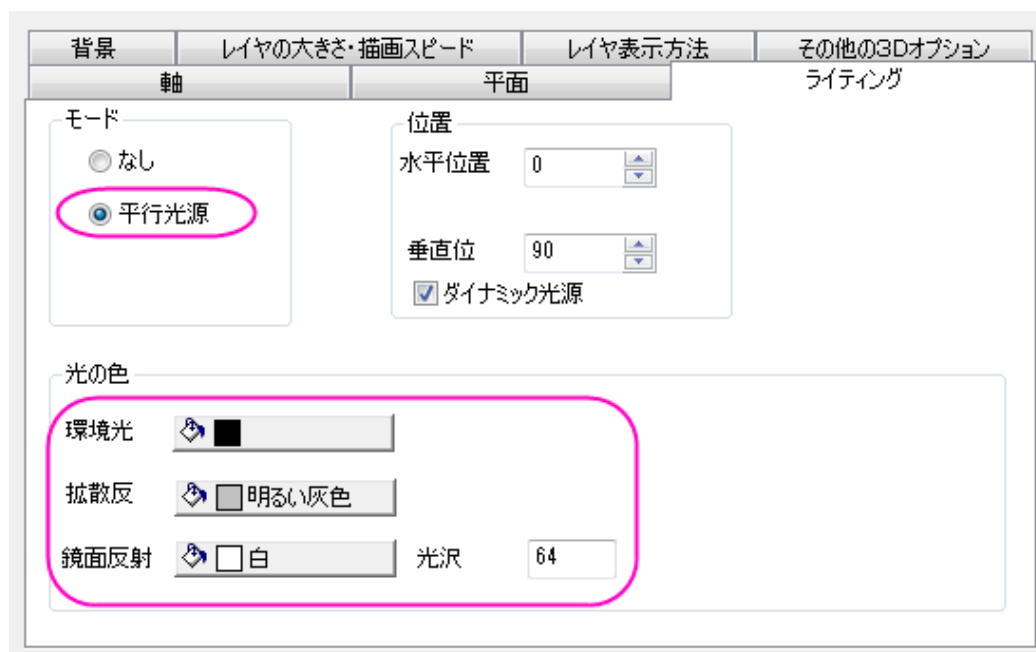 背景 レイヤの大きさ・描画スピード レイヤ表示方法 その他の3Dオプション
軸 平面 ライティング
モード 位置
なし 水平位置 0
平行光源
垂直位 90
ダイナミック光源
光の色
環境光
拡散反 明るい灰色
鏡面反射 白 光沢 64